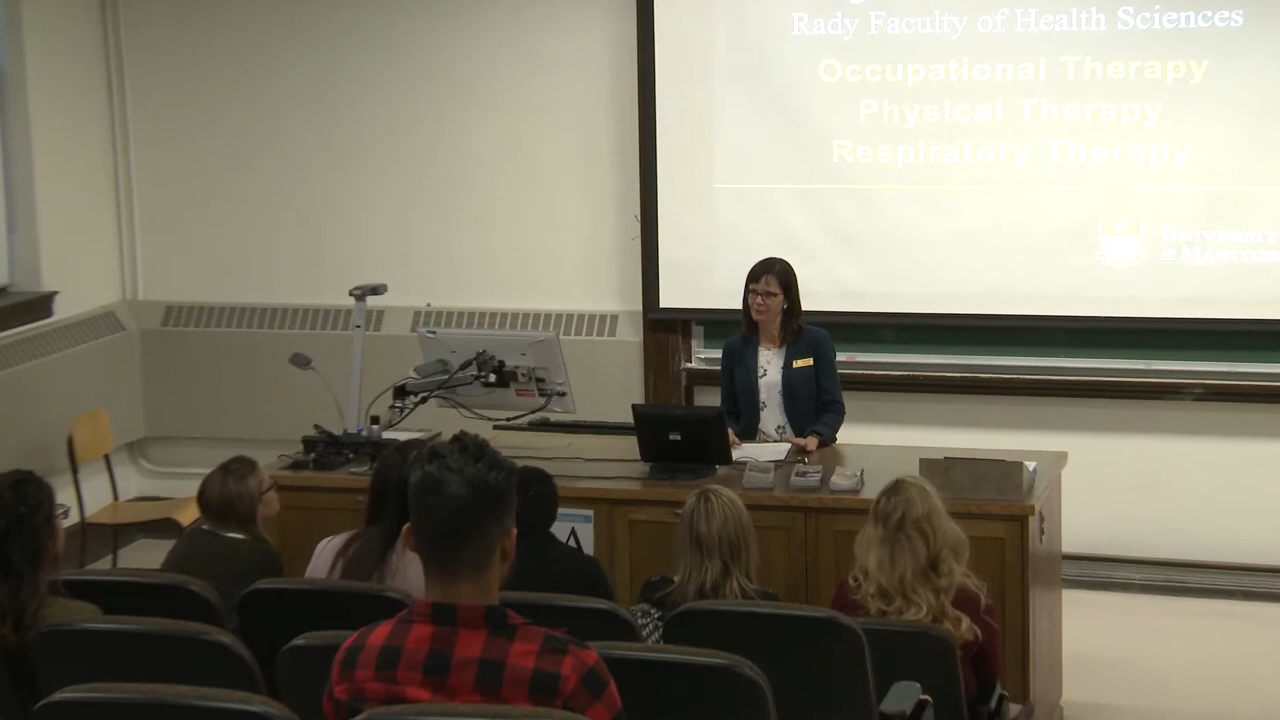 Rady Faculty of Health Sciences
Occupational Therapy
Physical Therapy
Respiratory Therapy
A